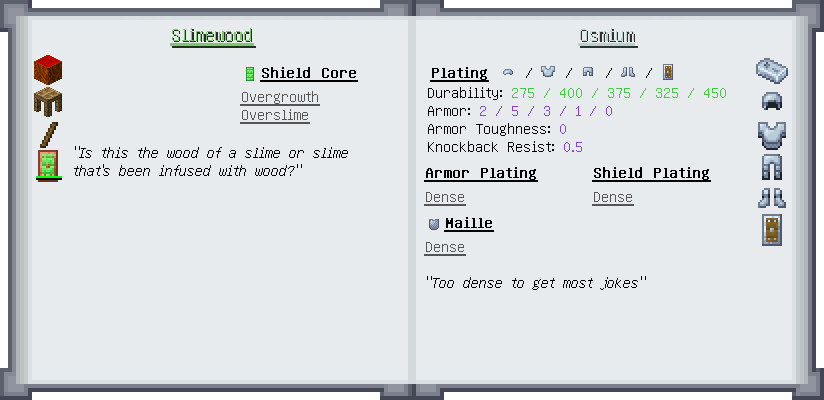 Slimewood
Shield Core
Overgrowth
Overslime
"Is this the wood of a slime or slime
that's been infused with wood?"
Osmium
Plating / / / /
Durability: 275 / 400 / 375 / 325 / 450
Armor: 2 / 5 / 3 / 1 / 0
Armor Toughness: 0
Knockback Resist: 0.5
Armor Plating
Dense
Shield Plating
Dense
Maille
Dense
"Too dense to get most jokes"